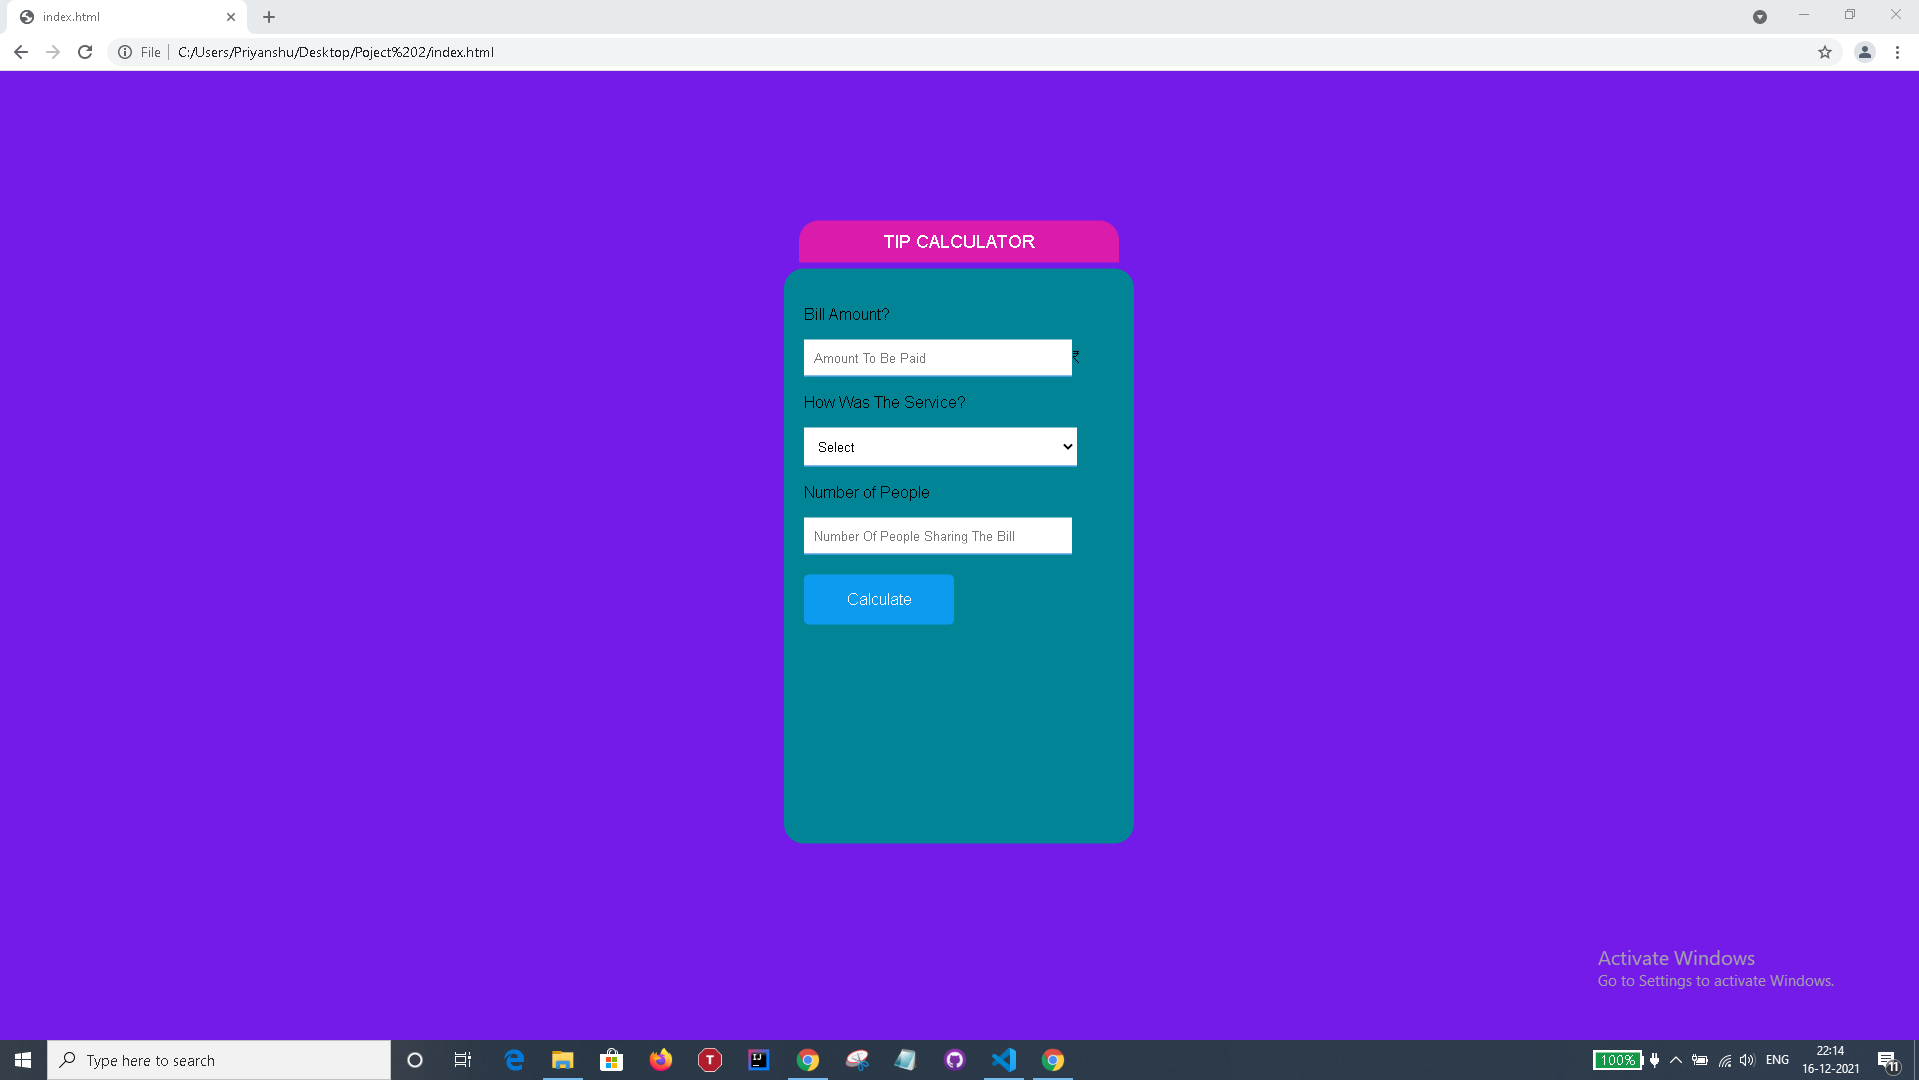 index.html
File
C:/Users/Priyanshu/Desktop/Poject%202/index.html
TIP CALCULATOR
Bill Amount?
Amount To Be Paid ₹
How Was The Service?
Select
Number of People
Number Of People Sharing The Bill
Calculate
Activate Windows
Go to Settings to activate Windows.
Type here to search
T
IJ
100%
ENG
22:14
16-12-2021
11